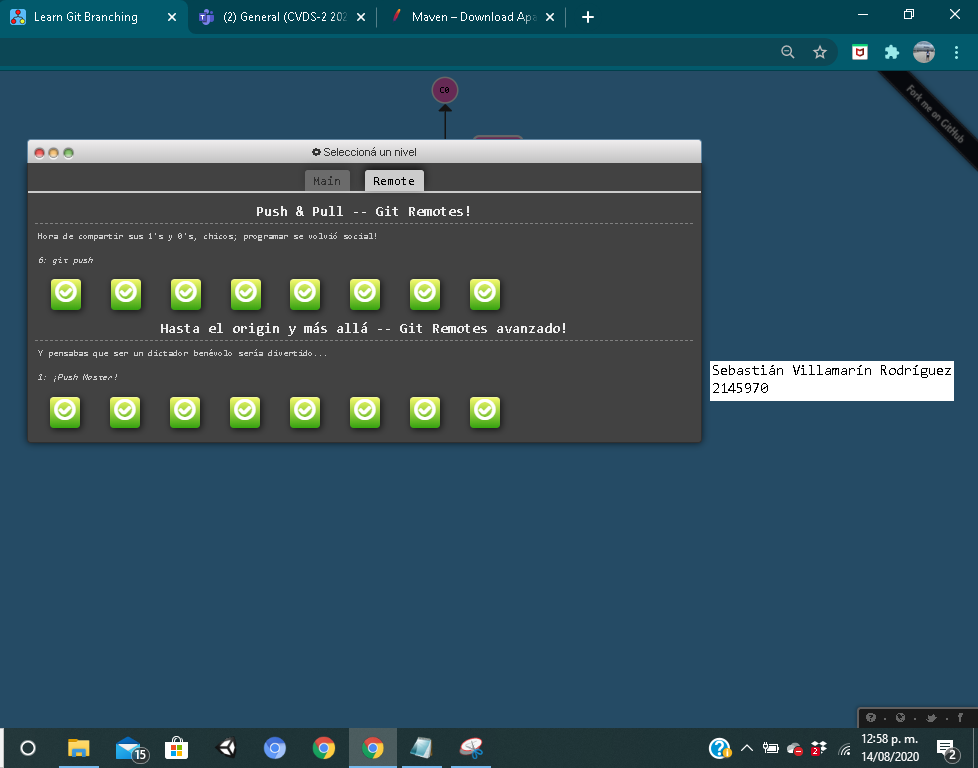 Learn Git Branching
(2) General (CVDS-2 202
Maven – Download Apa
C0
Fork me on GitHub
Seleccioná un nivel
Main
Remote
Push & Pull -- Git Remotes!
Hora de compartir sus 1's y 0's, chicos; programar se volvió social!
6: git push
Hasta el origin y más allá -- Git Remotes avanzado!
Y pensabas que ser un dictador benévolo sería divertido...
1: ¡Push Master!
Sebastián Villamarín Rodríguez
2145970
15
2
12:58 p. m.
14/08/2020
2